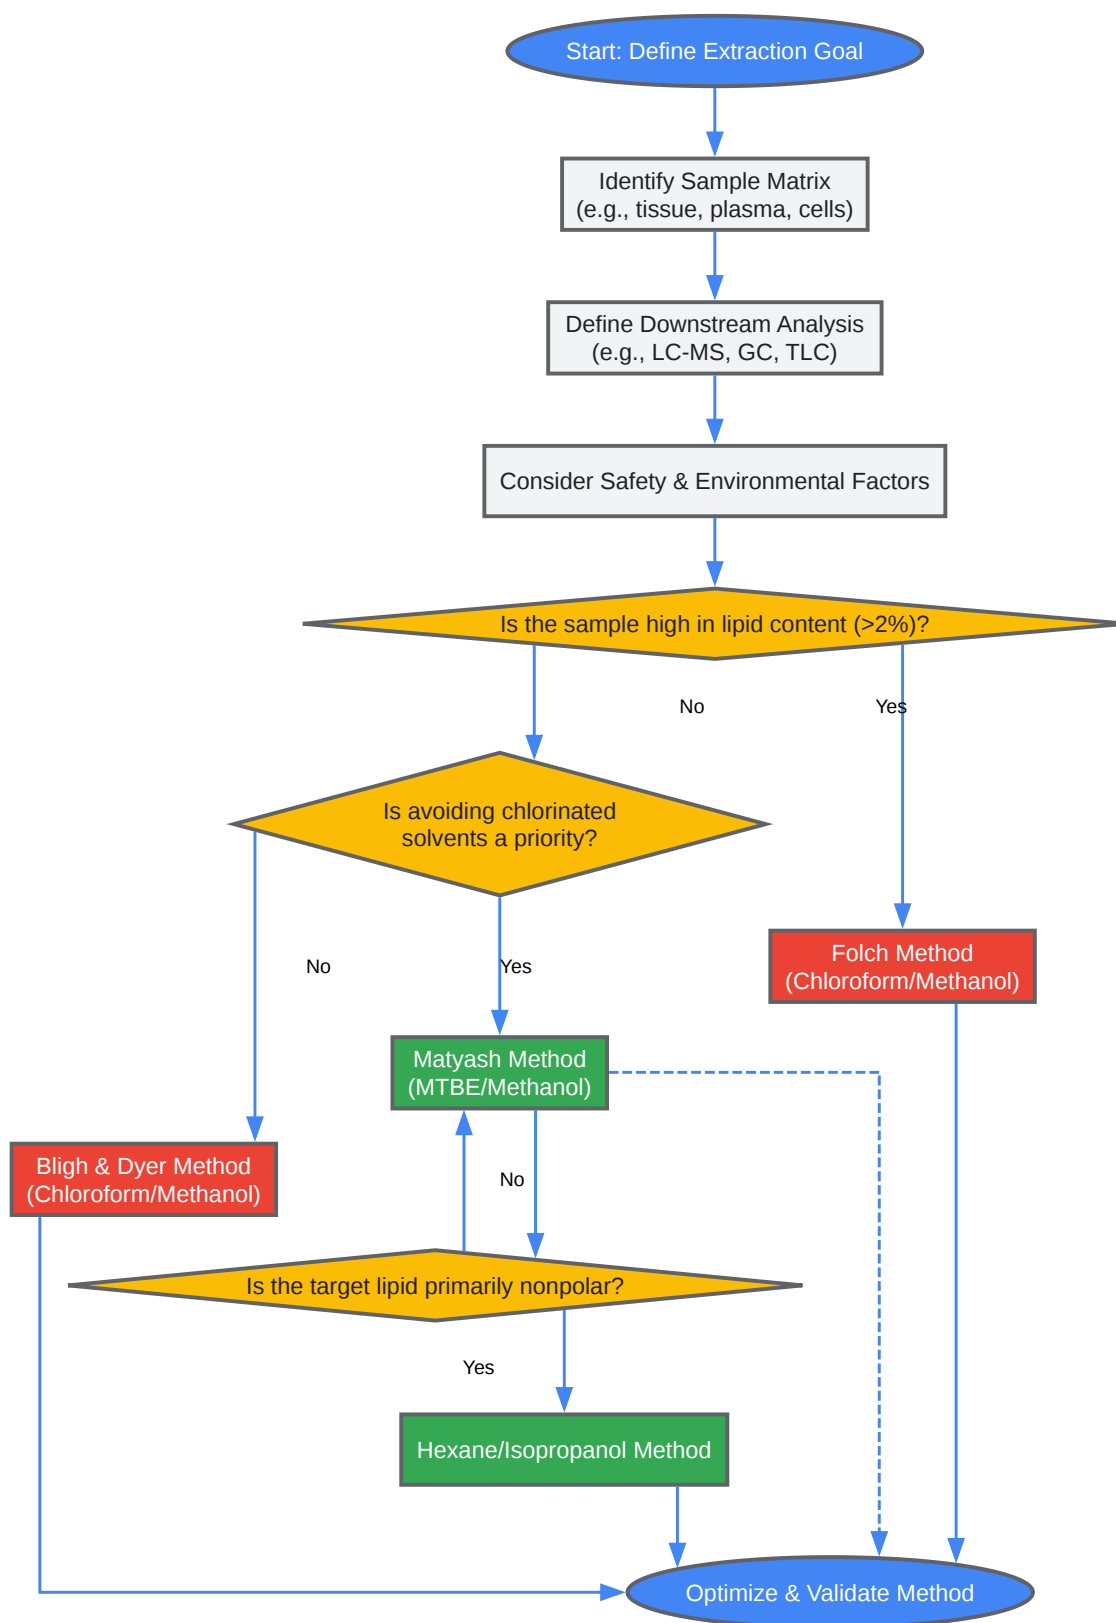 Start: Define Extraction Goal
Identify Sample Matrix
(e.g., tissue, plasma, cells)
Define Downstream Analysis
(e.g., LC-MS, GC, TLC)
Consider Safety & Environmental Factors
Is the sample high in lipid content (>2%)?
No
Yes
Is avoiding chlorinated
solvents a priority?
No
Yes
Folch Method
(Chloroform/Methanol)
Matyash Method
(MTBE/Methanol)
Bligh & Dyer Method
(Chloroform/Methanol)
No
Is the target lipid primarily nonpolar?
Yes
Hexane/Isopropanol Method
Optimize & Validate Method